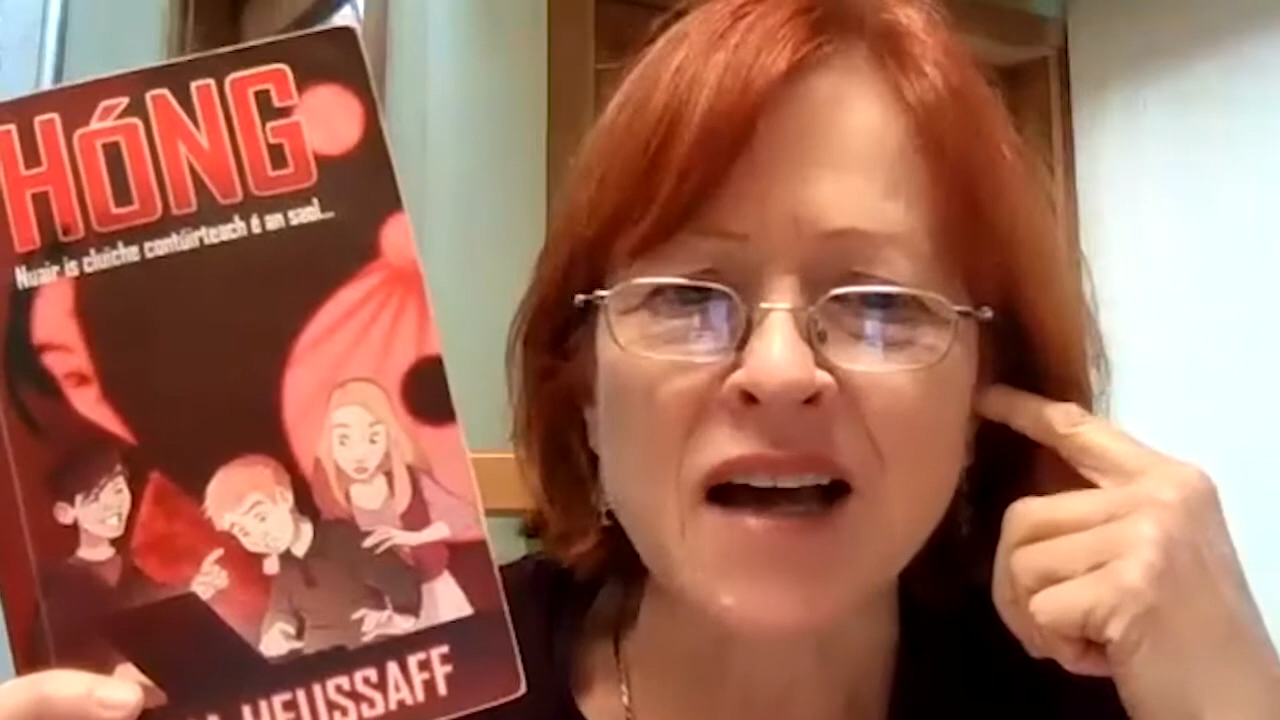 HÓNG
Nuair is cluiche contúirteach é an saol...
HEUSSAFF